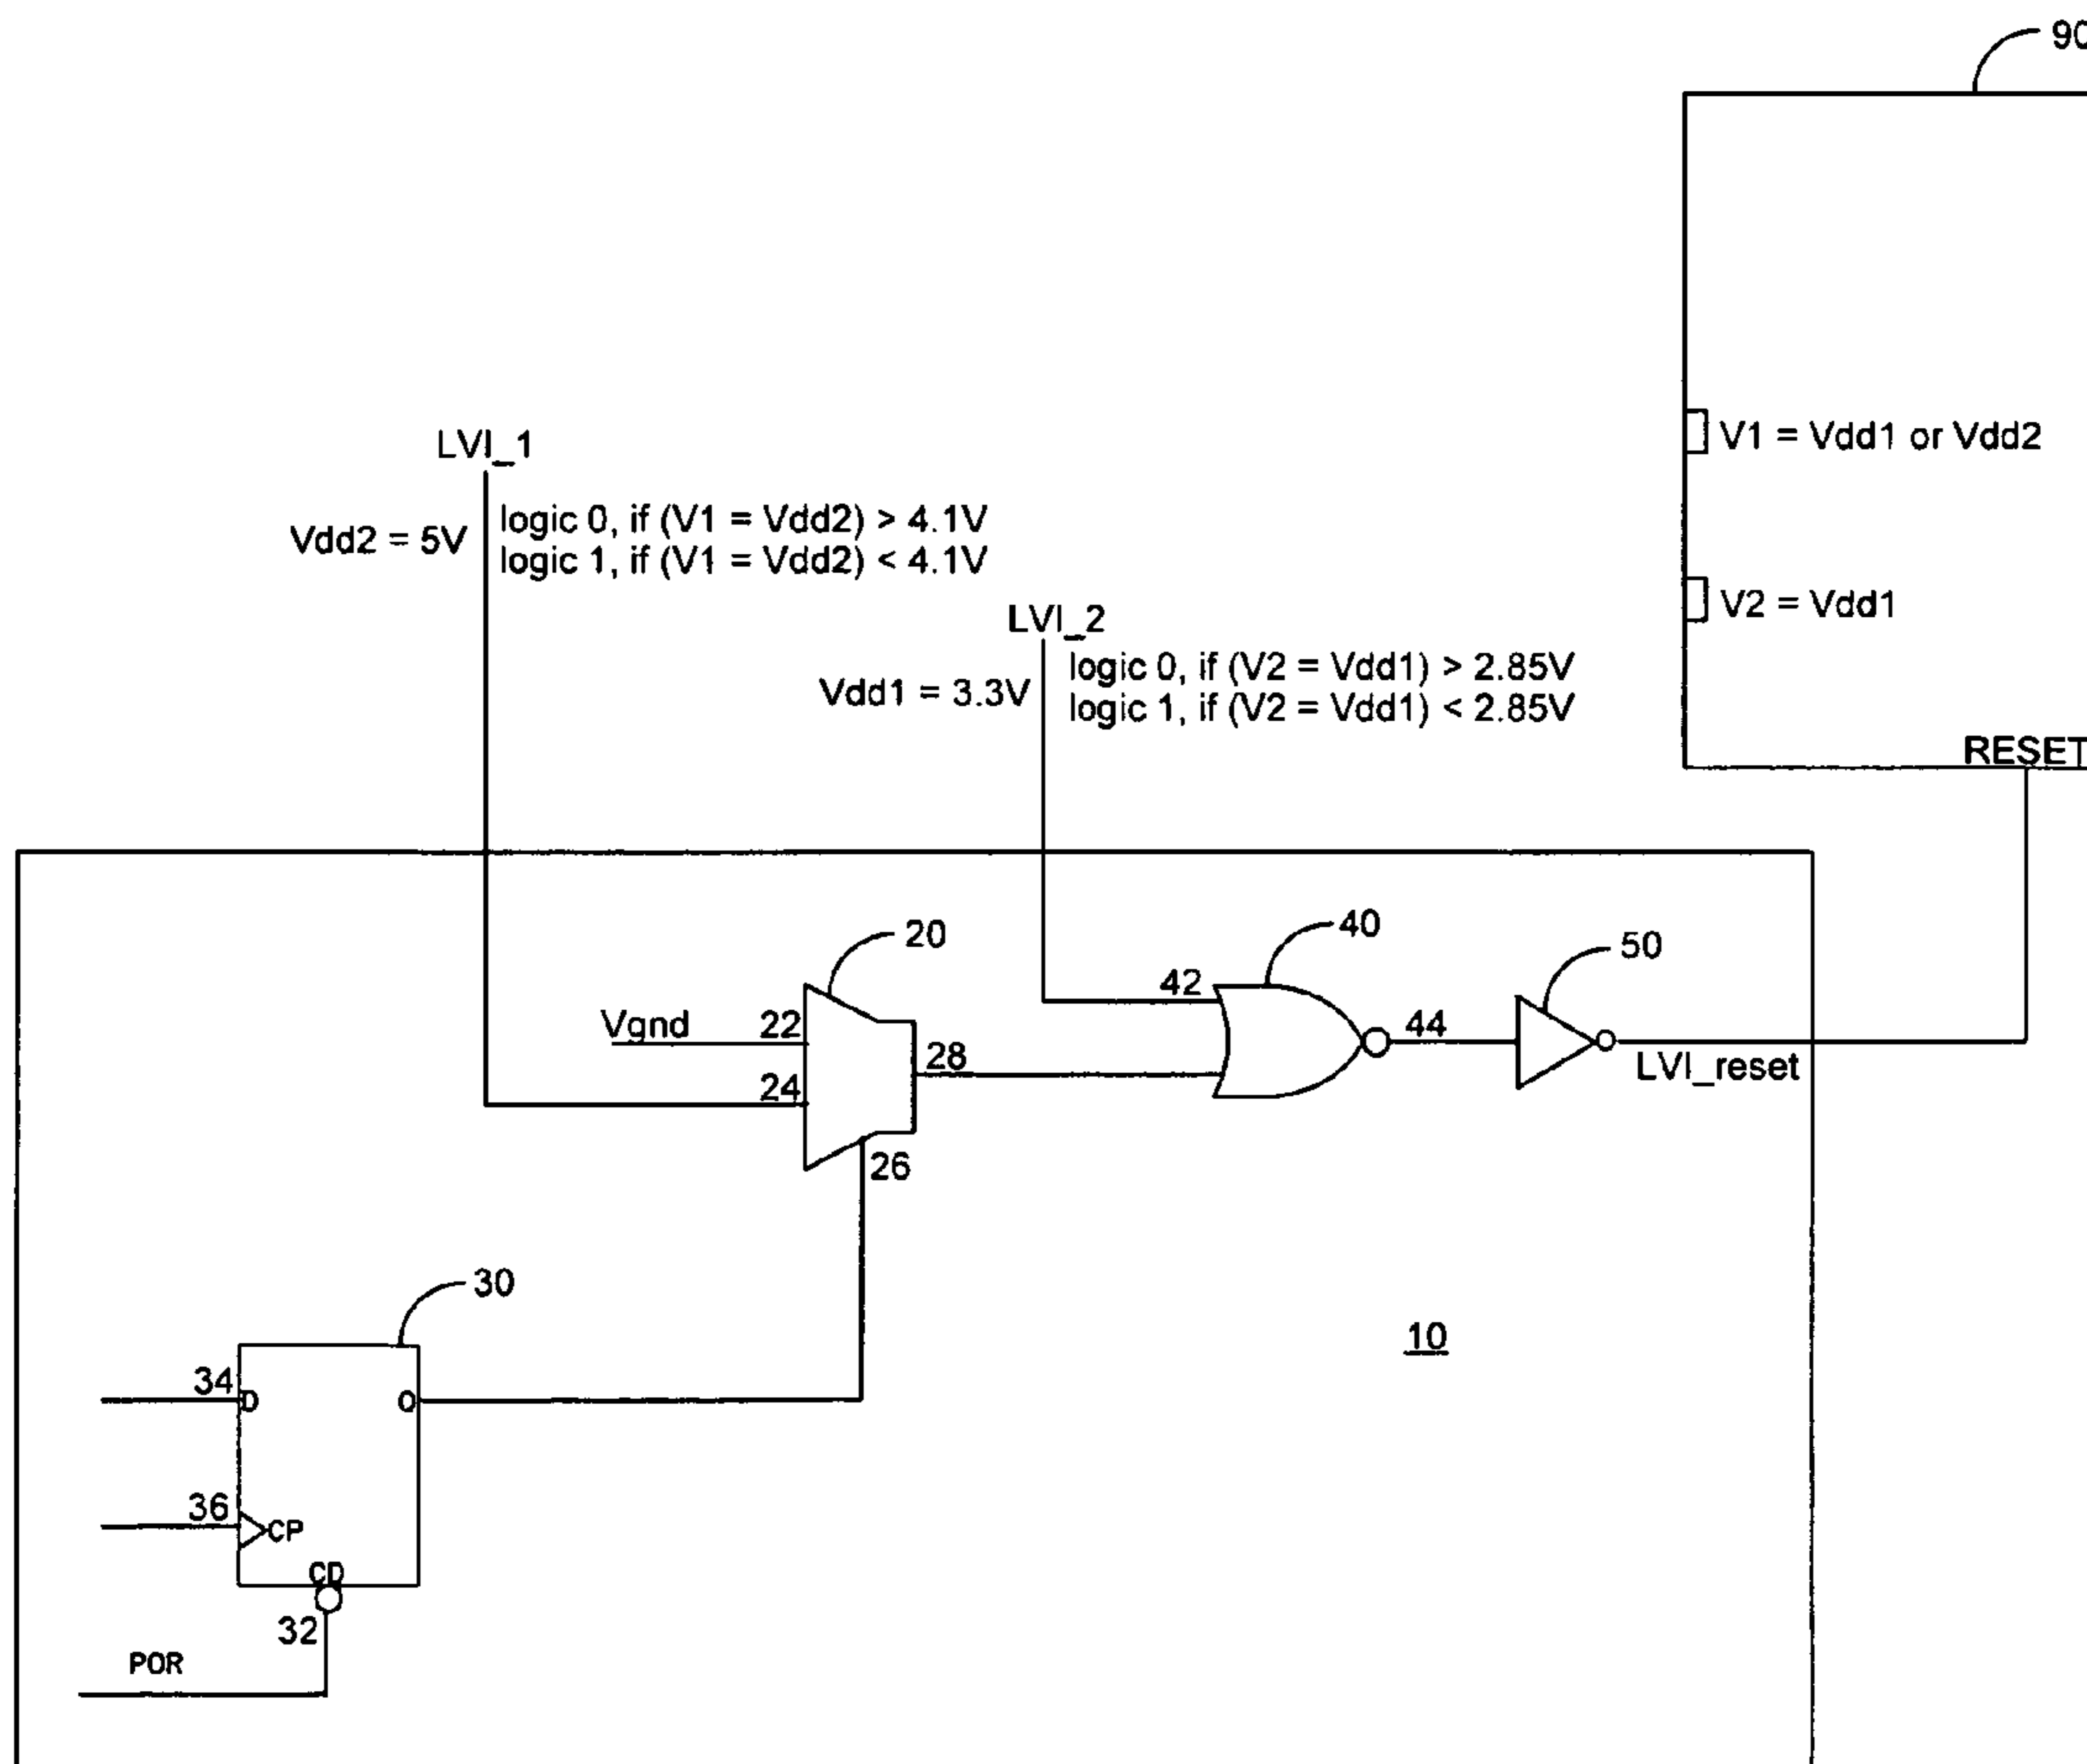 90
V1 = Vdd1 or Vdd2
LVI_1
Vdd2 = 5V
logic 0, if (V1 = Vdd2) > 4.1V
logic 1, if (V1 = Vdd2) < 4.1V
V2 = Vdd1
LVI_2
Vdd1 = 3.3V
logic 0, if (V2 = Vdd1) > 2.85V
logic 1, if (V2 = Vdd1) < 2.85V
RESET
20
40
50
42
Vgnd
22
44
28
LVI_reset
24
26
30
10
34
D
Q
36
CP
CD
32
POR